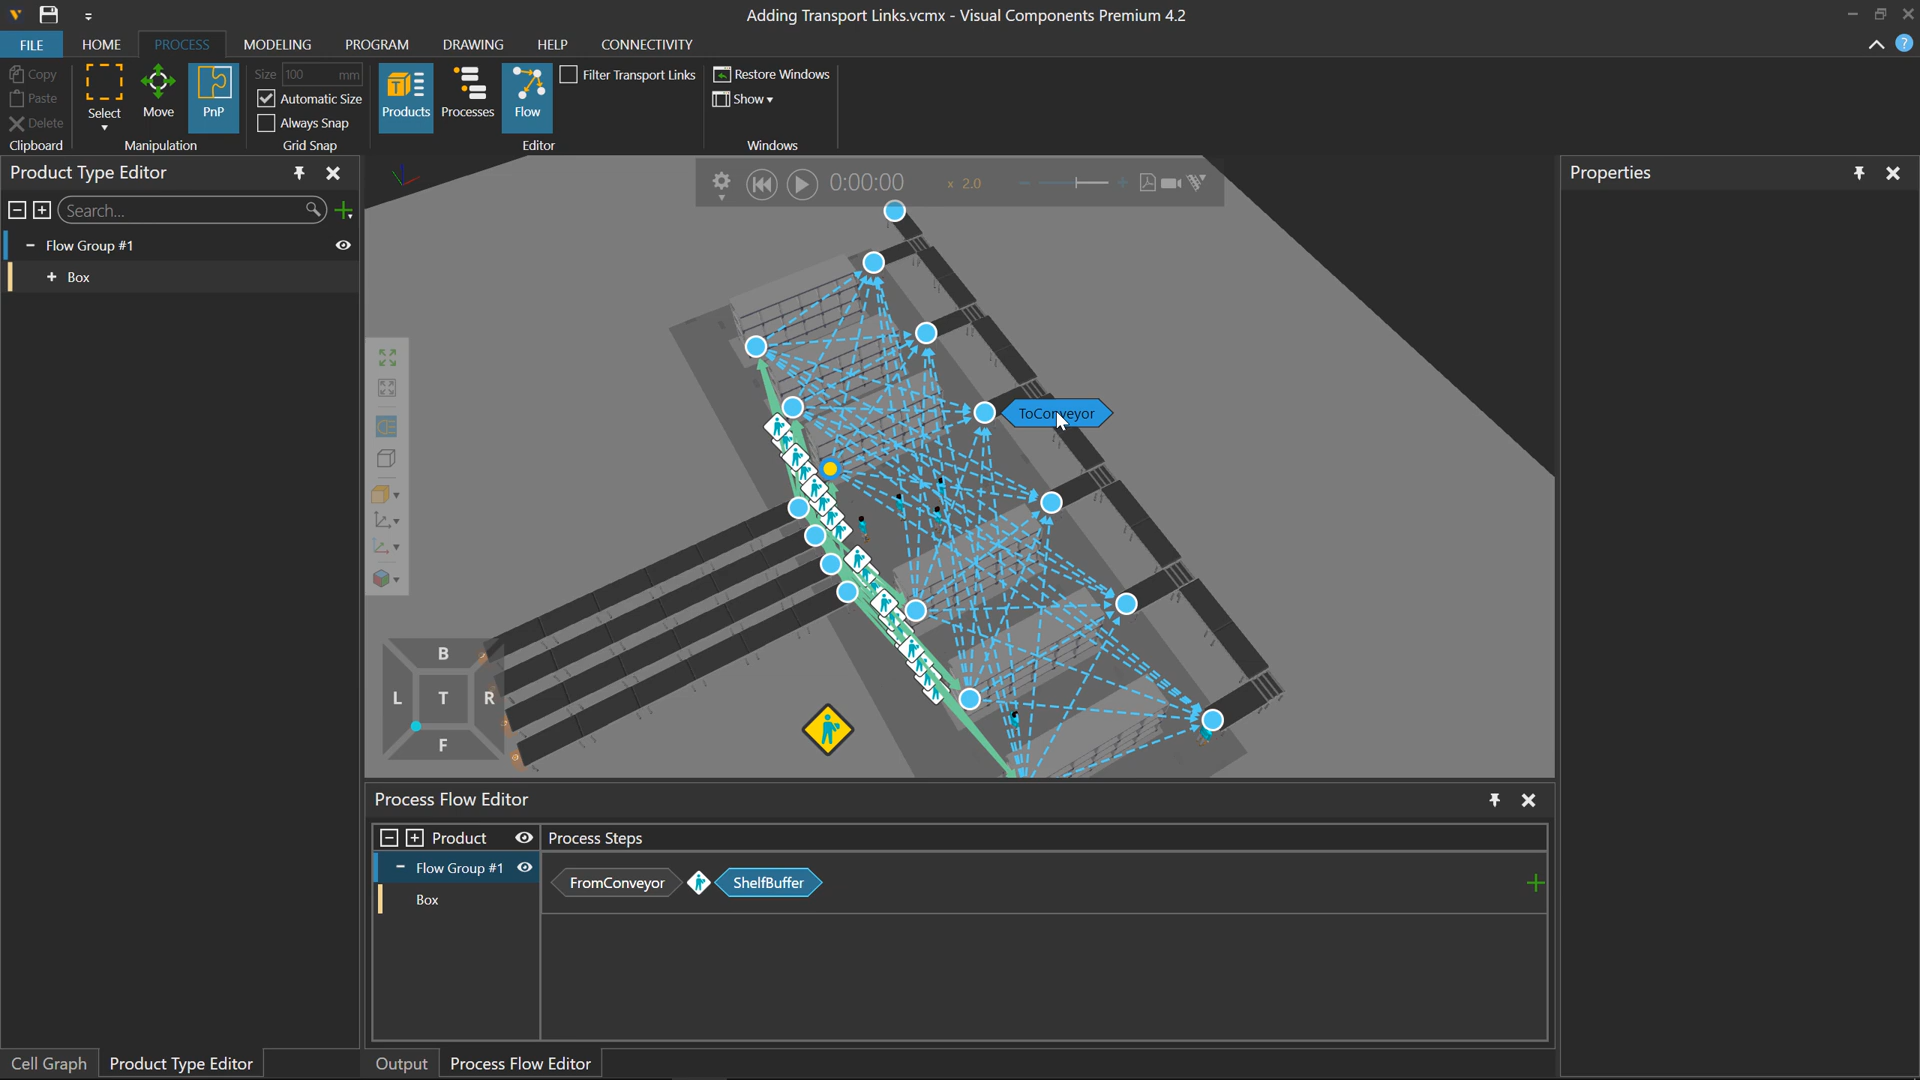 Adding Transport Links.vcmx - Visual Components Premium 4.2
FILE HOME PROCESS MODELING PROGRAM DRAWING HELP CONNECTIVITY
Copy
Paste
Delete
Clipboard
Select
Move
PnP
Manipulation
Size 100 mm
Automatic Size
Always Snap
Grid Snap
Products
Processes
Flow
Filter Transport Links
Editor
Restore Windows
Show
Windows
Product Type Editor
Search...
Flow Group #1
Box
0:00:00 x 2.0
ToConveyor
B
L T R
F
Properties
Process Flow Editor
Product Process Steps
Flow Group #1 FromConveyor ShelfBuffer
Box
Cell Graph Product Type Editor Output Process Flow Editor